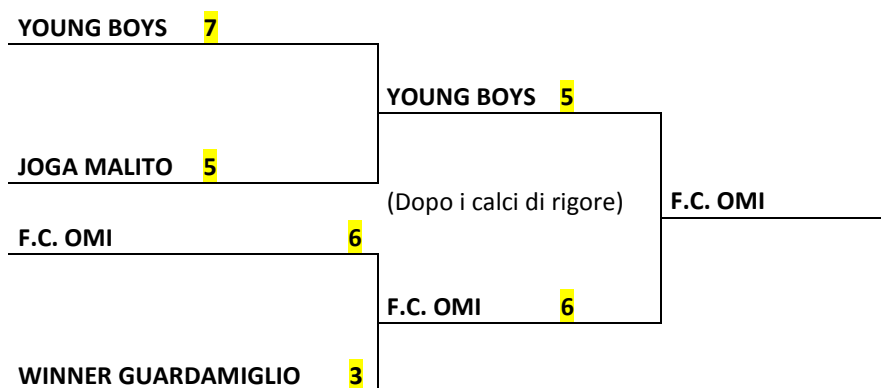 YOUNG BOYS 7
YOUNG BOYS 5
JOGA MALITO 5
(Dopo i calci di rigore)
F.C. OMI
F.C. OMI 6
F.C. OMI 6
WINNER GUARDAMIGLIO 3